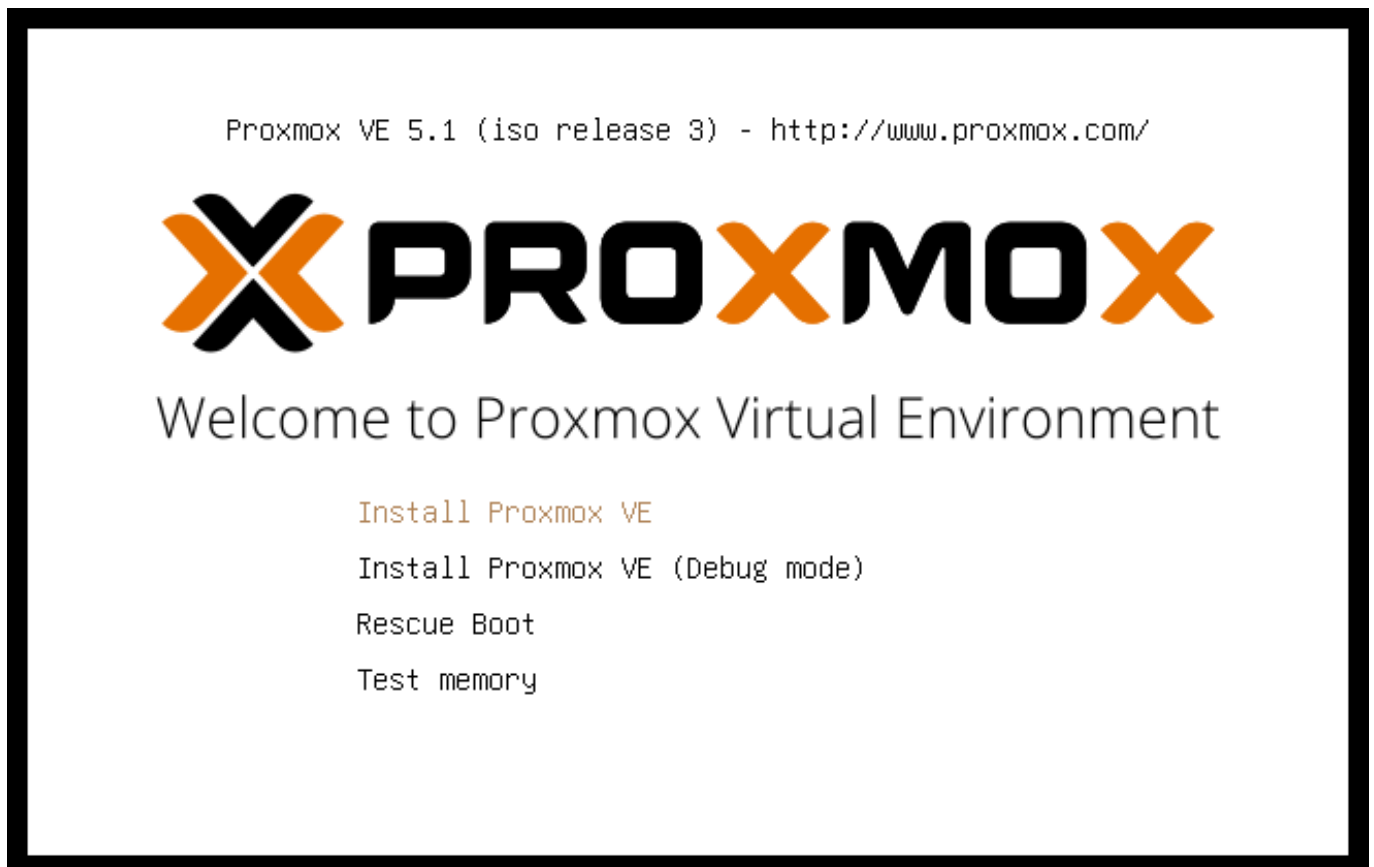 Proxmox VE 5.1 (iso release 3) - http://www.proxmox.com/
PROXMOX
Welcome to Proxmox Virtual Environment
Install Proxmox VE
Install Proxmox VE (Debug mode)
Rescue Boot
Test memory